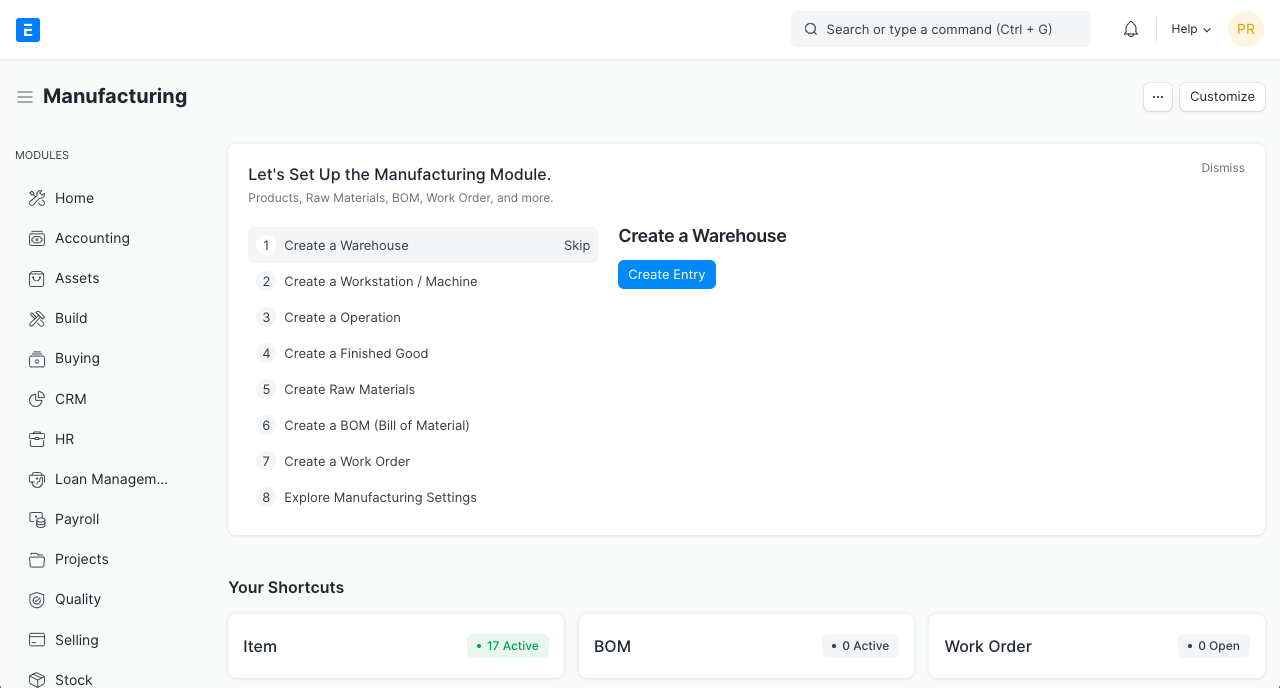 E
Search or type a command (Ctrl + G)
Help
PR
Manufacturing
...
Customize
MODULES
Home
Accounting
Assets
Build
Buying
CRM
HR
Loan Managem...
Payroll
Projects
Quality
Selling
Stock
Let's Set Up the Manufacturing Module.
Dismiss
Products, Raw Materials, BOM, Work Order, and more.
1 Create a Warehouse Skip
2 Create a Workstation / Machine
3 Create a Operation
4 Create a Finished Good
5 Create Raw Materials
6 Create a BOM (Bill of Material)
7 Create a Work Order
8 Explore Manufacturing Settings
Create a Warehouse
Create Entry
Your Shortcuts
Item • 17 Active
BOM • 0 Active
Work Order • 0 Open